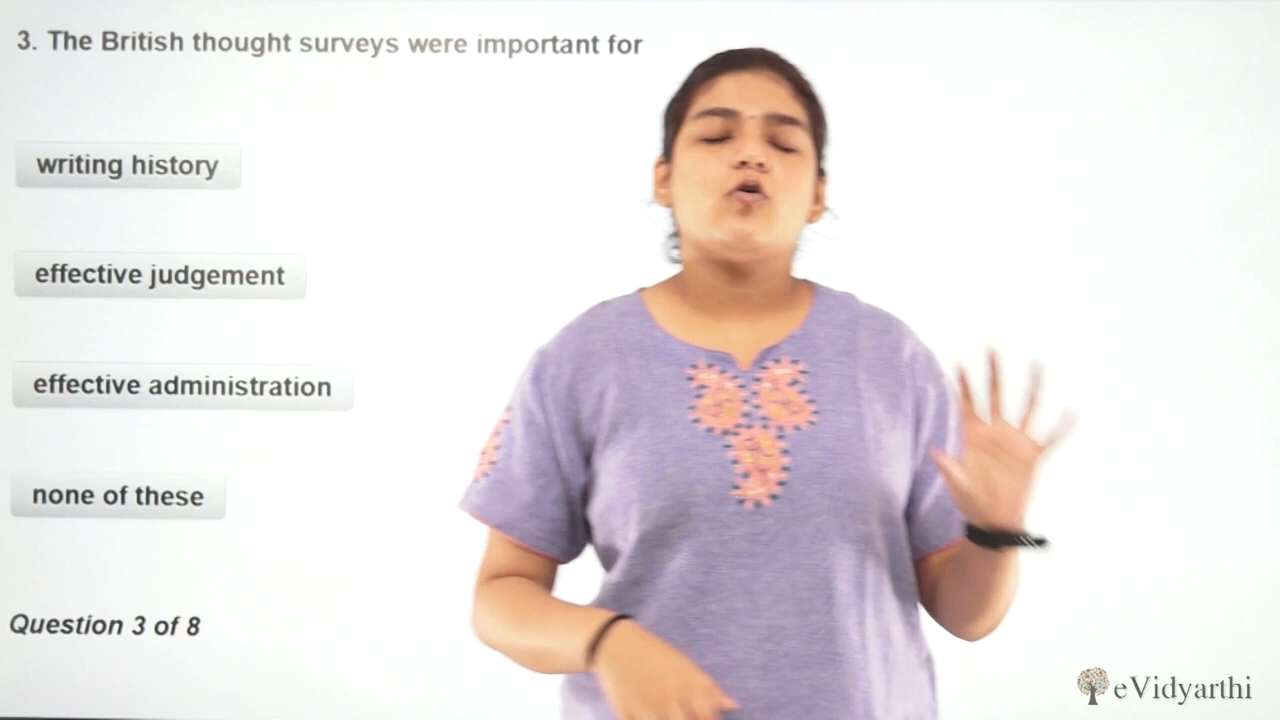 3. The British thought surveys were important for
writing history
effective judgement
effective administration
none of these
Question 3 of 8
eVidyarthi